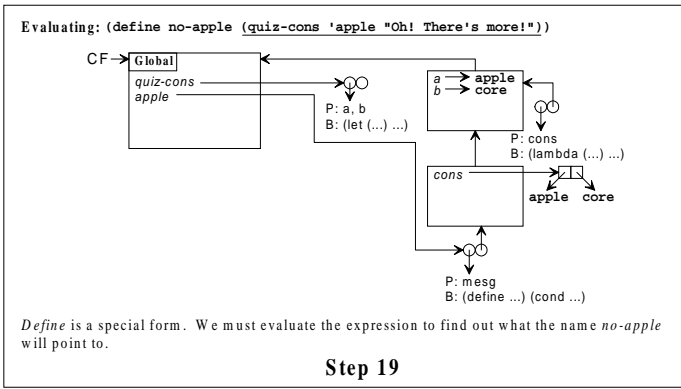 Evaluating: (define no-apple (quiz-cons 'apple "Oh! There's more!"))
CF
Global
quiz-cons
apple
P: a, b
B: (let (...) ...)
a apple
b core
P: cons
B: (lambda (...) ...)
cons
apple core
P: mesg
B: (define ...) (cond ...)
Define is a special form. We must evaluate the expression to find out what the name no-apple
will point to.
Step 19